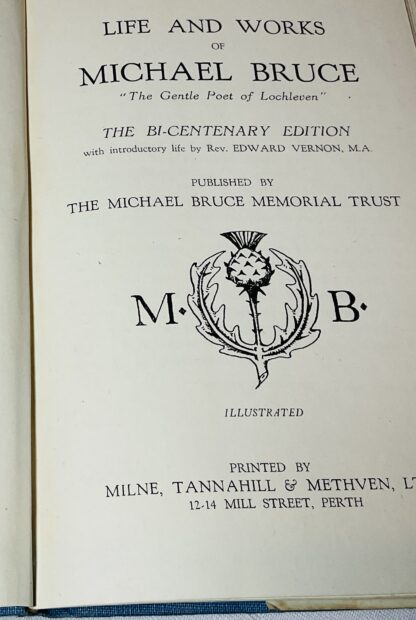 LIFE AND WORKS
OF
MICHAEL BRUCE
"The Gentle Poet of Lochleven"
THE BI-CENTENARY EDITION
with introductory life by Rev. EDWARD VERNON, M.A.
PUBLISHED BY
THE MICHAEL BRUCE MEMORIAL TRUST
M· B·
ILLUSTRATED
PRINTED BY
MILNE, TANNAHILL & METHVEN, LT
12-14 MILL STREET, PERTH